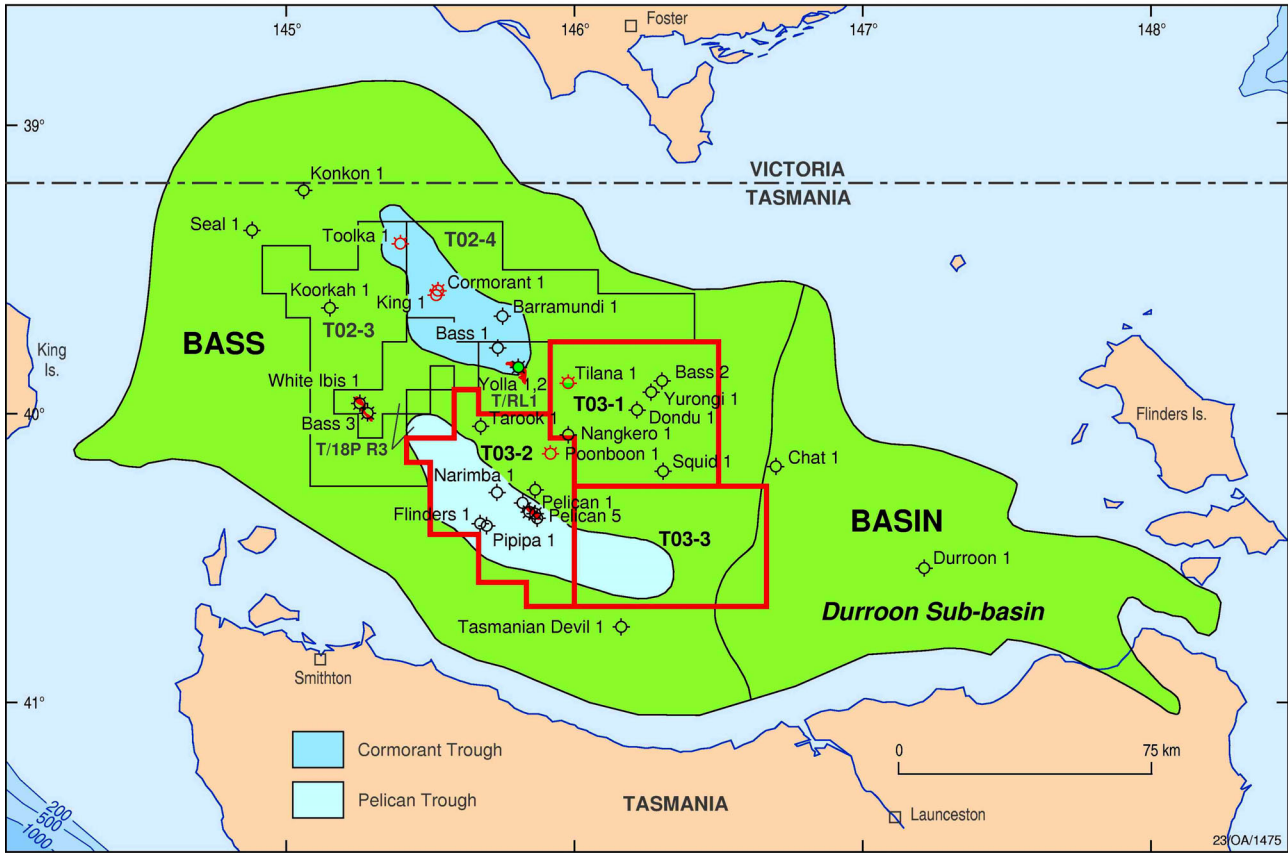 145
146
147
148
Foster
39°
39°
VICTORIA
TASMANIA
Konkon 1
Seal 1
Toolka 1
T02-4
Cormorant 1
Koorkah 1
King 1
Barramundi 1
T02-3
BASS
Bass 1
King
Is.
White Ibis 1
Yolla 1,2
T/RL1
Tilana 1
Bass 2
Yurongi 1
T03-1
Dondu 1
40°
40°
Bass 3
Tarook 1
Flinders Is.
T/18P R3
T03-2
Nangkero 1
Poonboon 1
Narimba 1
Squid 1
Chat 1
Pelican 1
Flinders 1
Pelican 5
BASIN
Pipipa 1
T03-3
Durroon 1
Durroon Sub-basin
Tasmanian Devil 1
Smithton
41°
41°
Cormorant Trough
0
75 km
Pelican Trough
TASMANIA
Launceston
200
500
1000
23/OA/1475